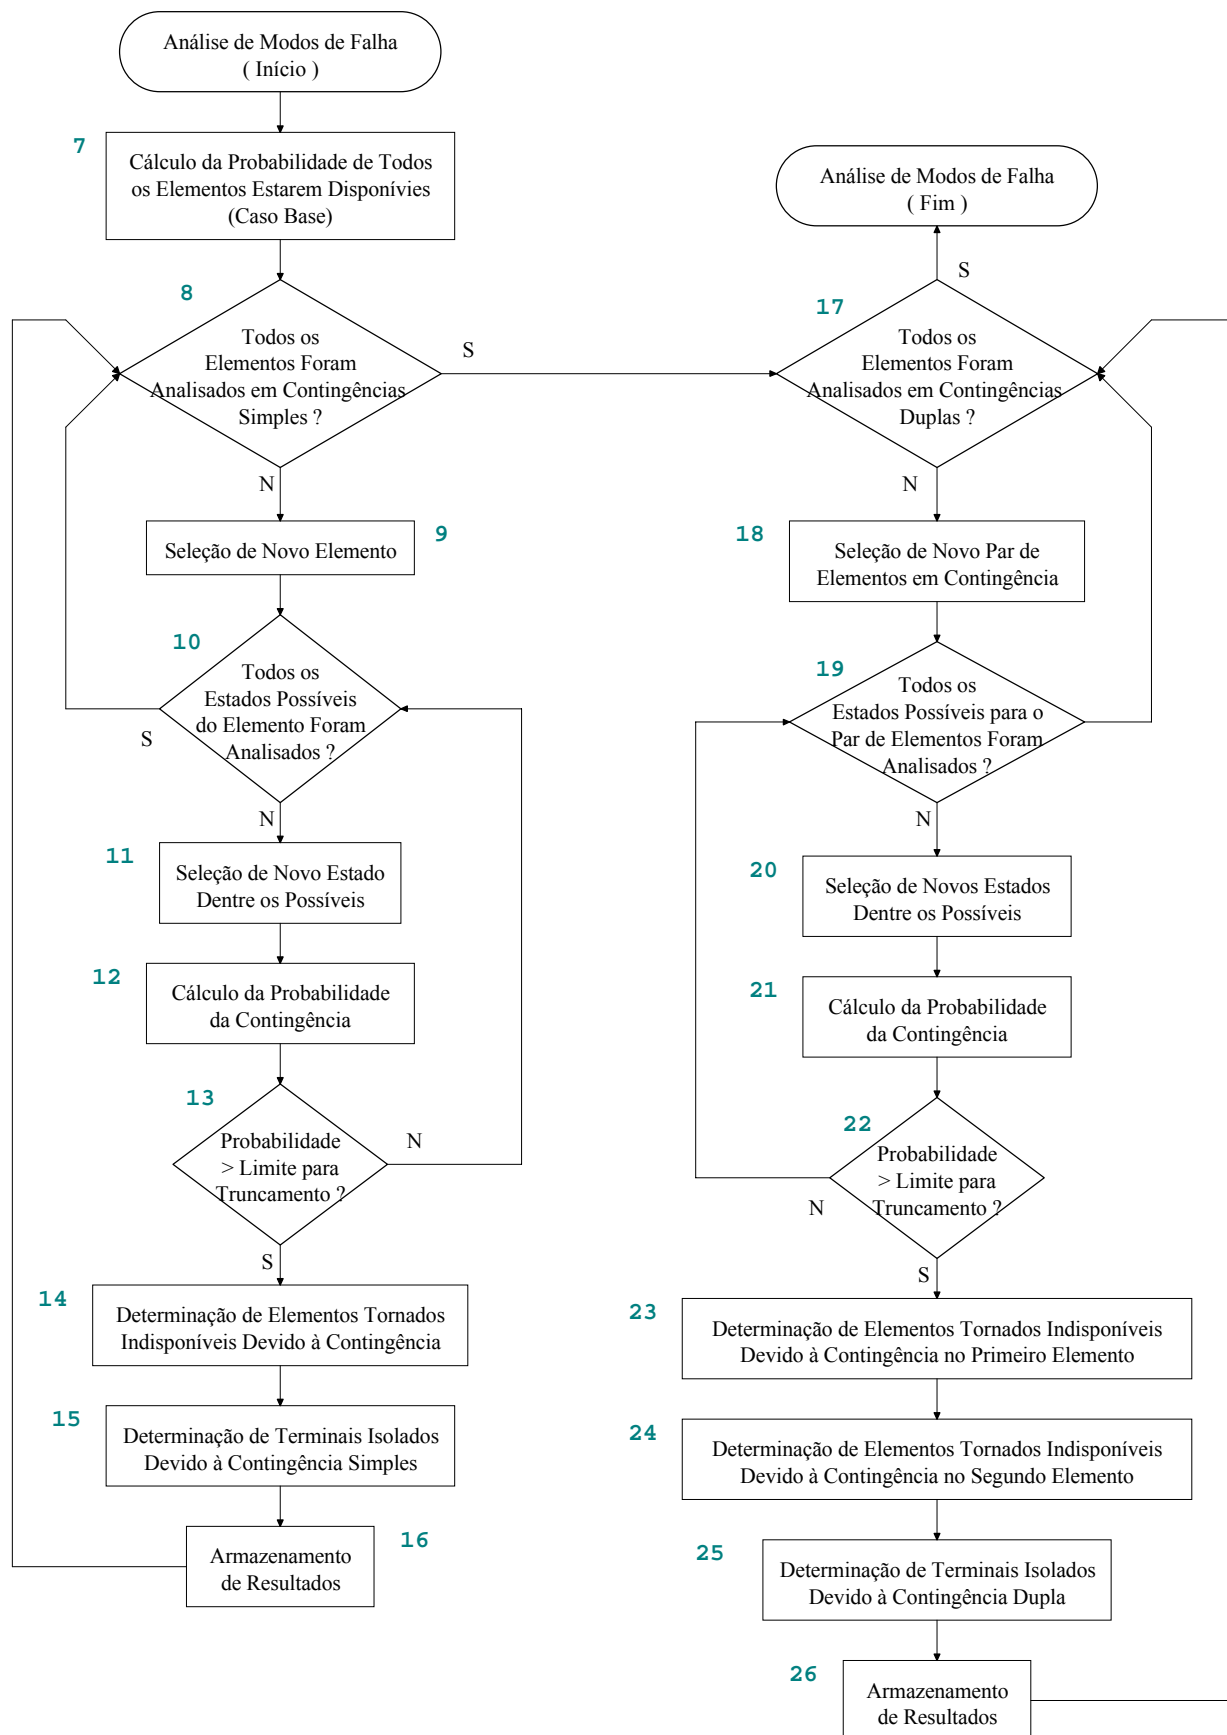 Análise de Modos de Falha
( Início )
7
Cálculo da Probabilidade de Todos
os Elementos Estarem Disponívies
(Caso Base)
8
Todos os
Elementos Foram
Analisados em Contingências
Simples ?
S
N
9
Seleção de Novo Elemento
10
Todos os
Estados Possíveis
do Elemento Foram
Analisados ?
S
N
11
Seleção de Novo Estado
Dentre os Possíveis
12
Cálculo da Probabilidade
da Contingência
13
Probabilidade
> Limite para
Truncamento ?
N
S
14
Determinação de Elementos Tornados
Indisponíveis Devido à Contingência
15
Determinação de Terminais Isolados
Devido à Contingência Simples
16
Armazenamento
de Resultados
Análise de Modos de Falha
( Fim )
S
17
Todos os
Elementos Foram
Analisados em Contingências
Duplas ?
N
18
Seleção de Novo Par de
Elementos em Contingência
19
Todos os
Estados Possíveis para o
Par de Elementos Foram
Analisados ?
N
20
Seleção de Novos Estados
Dentre os Possíveis
21
Cálculo da Probabilidade
da Contingência
22
Probabilidade
> Limite para
Truncamento ?
N
S
23
Determinação de Elementos Tornados Indisponíveis
Devido à Contingência no Primeiro Elemento
24
Determinação de Elementos Tornados Indisponíveis
Devido à Contingência no Segundo Elemento
25
Determinação de Terminais Isolados
Devido à Contingência Dupla
26
Armazenamento
de Resultados